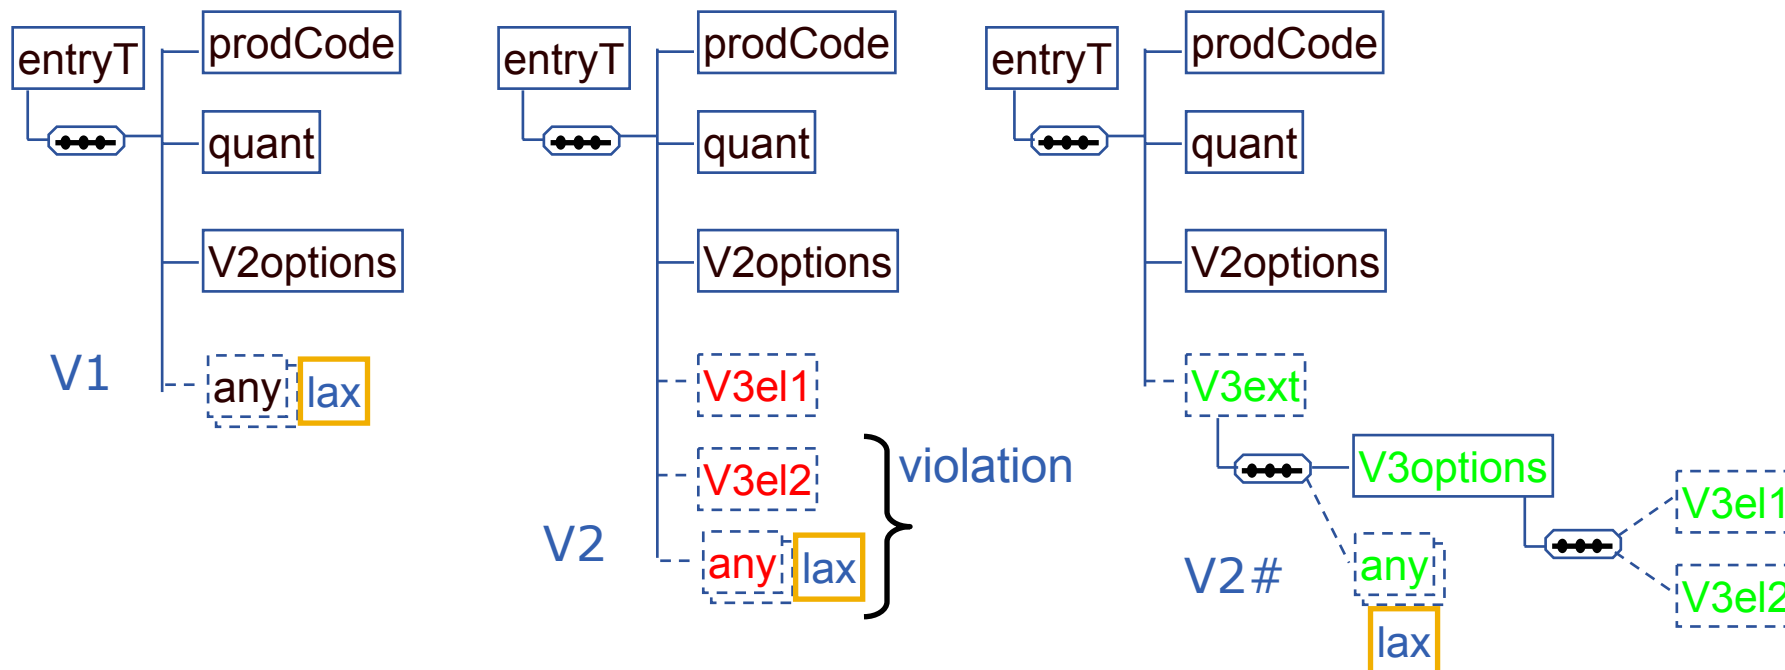 entryT
prodCode
quant
V2options
V1
any
lax
entryT
prodCode
quant
V2options
V3el1
V3el2
violation
V2
any
lax
entryT
prodCode
quant
V2options
V3ext
V3options
V3el1
V3el2
V2#
any
lax